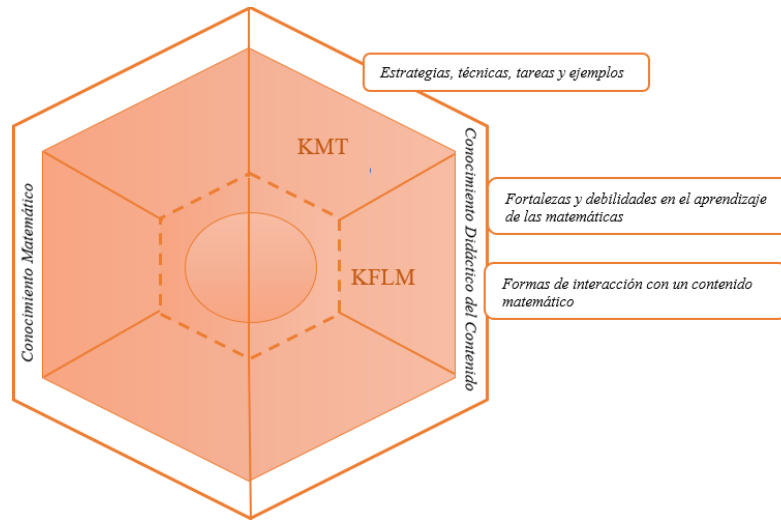 Estrategias, técnicas, tareas y ejemplos
KMT
Conocimiento Matemático
Conocimiento Didáctico del Contenido
Fortalezas y debilidades en el aprendizaje
de las matemáticas
KFLM
Formas de interacción con un contenido
matemático